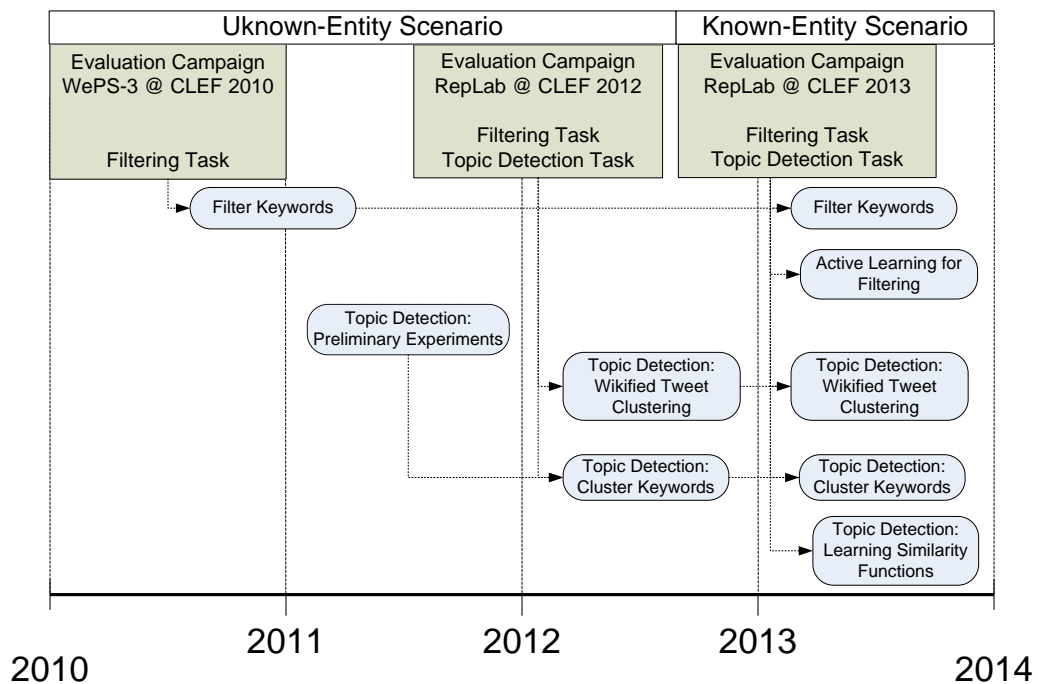 Uknown-Entity Scenario
Known-Entity Scenario
Evaluation Campaign
WePS-3 @ CLEF 2010
Filtering Task
Evaluation Campaign
RepLab @ CLEF 2012
Filtering Task
Topic Detection Task
Evaluation Campaign
RepLab @ CLEF 2013
Filtering Task
Topic Detection Task
Filter Keywords
Filter Keywords
Active Learning for
Filtering
Topic Detection:
Preliminary Experiments
Topic Detection:
Wikified Tweet
Clustering
Topic Detection:
Wikified Tweet
Clustering
Topic Detection:
Cluster Keywords
Topic Detection:
Cluster Keywords
Topic Detection:
Learning Similarity
Functions
2010
2011
2012
2013
2014